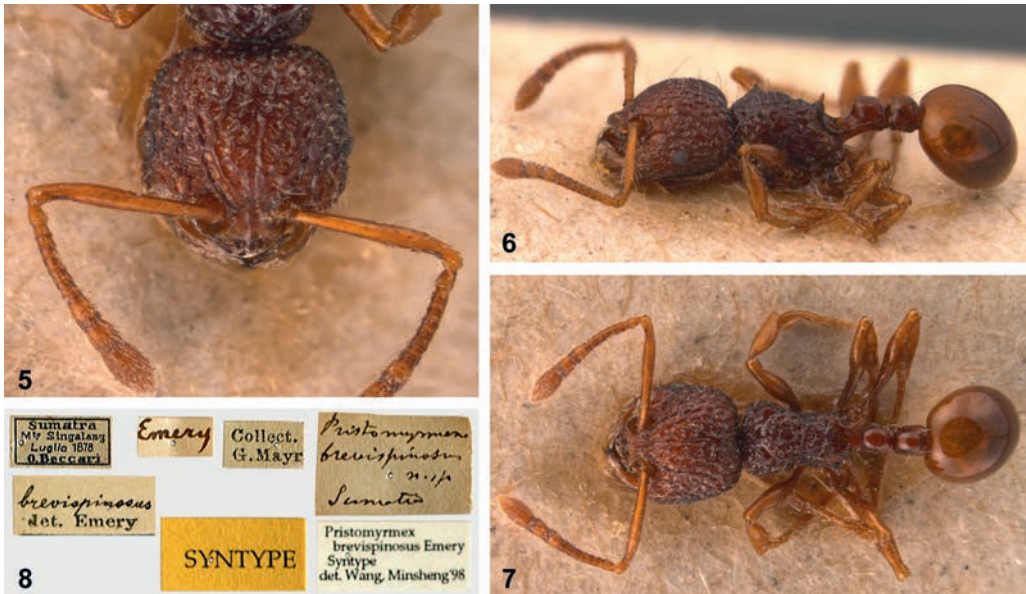 5
6
7
Sumatra
Mte Singalang
Luglio 1878
O.Beccari
Emery
Collect.
G.Mayr
Pristomyrmex
brevispinosus
n.sp
Sumatra
brevispinosus
det. Emery
SYNTYPE
Pristomyrmex
brevispinosus Emery
Syntype
det. Wang, Minsheng'98
8